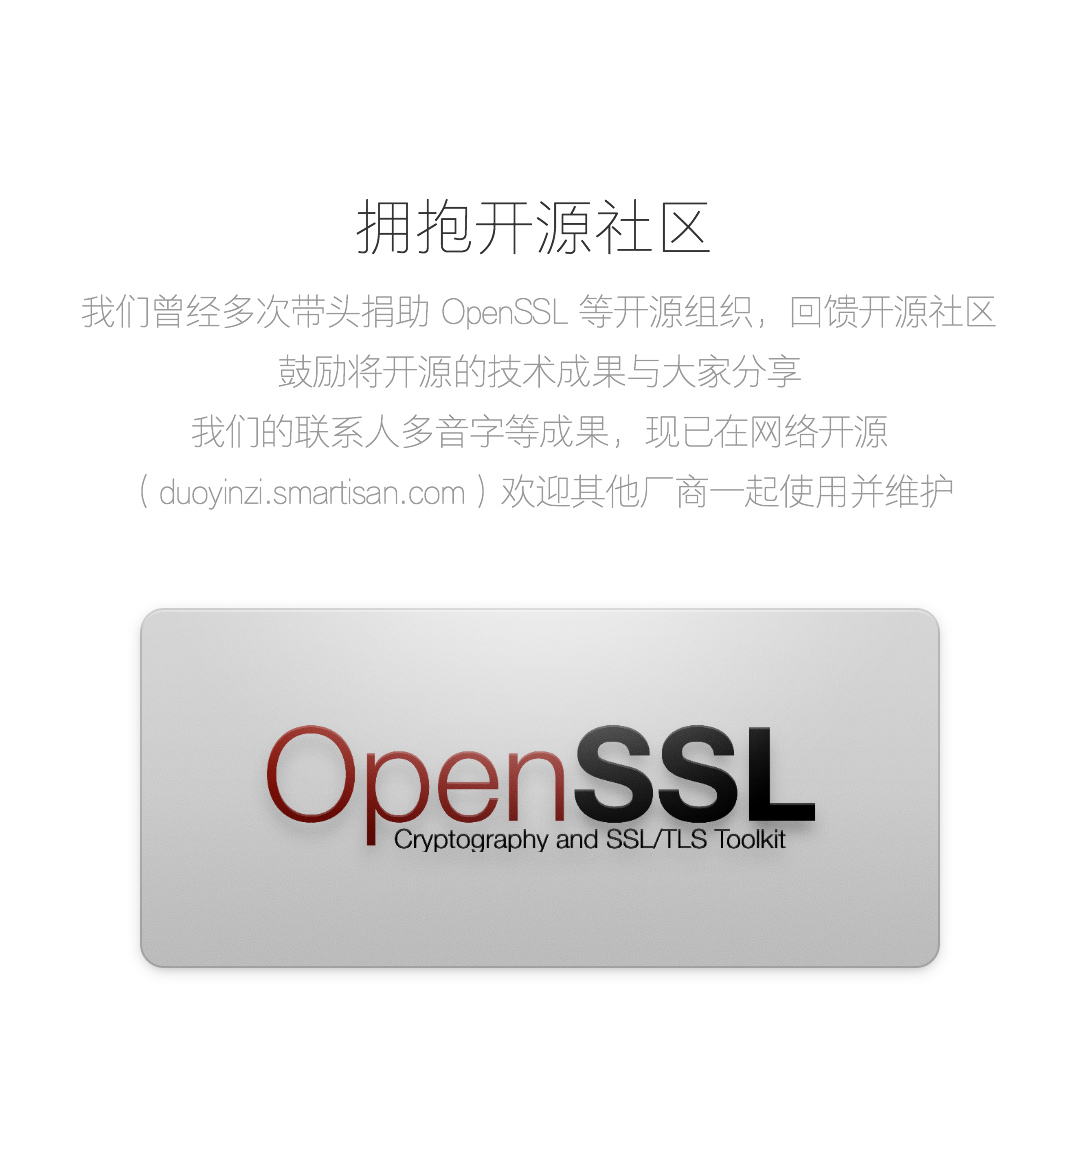 拥抱开源社区
我们曾经多次带头捐助 OpenSSL 等开源组织，回馈开源社区
鼓励将开源的技术成果与大家分享
我们的联系人多音字等成果，现已在网络开源
（duoyinzi.smartisan.com）欢迎其他厂商一起使用并维护
OpenSSL
Cryptography and SSL/TLS Toolkit